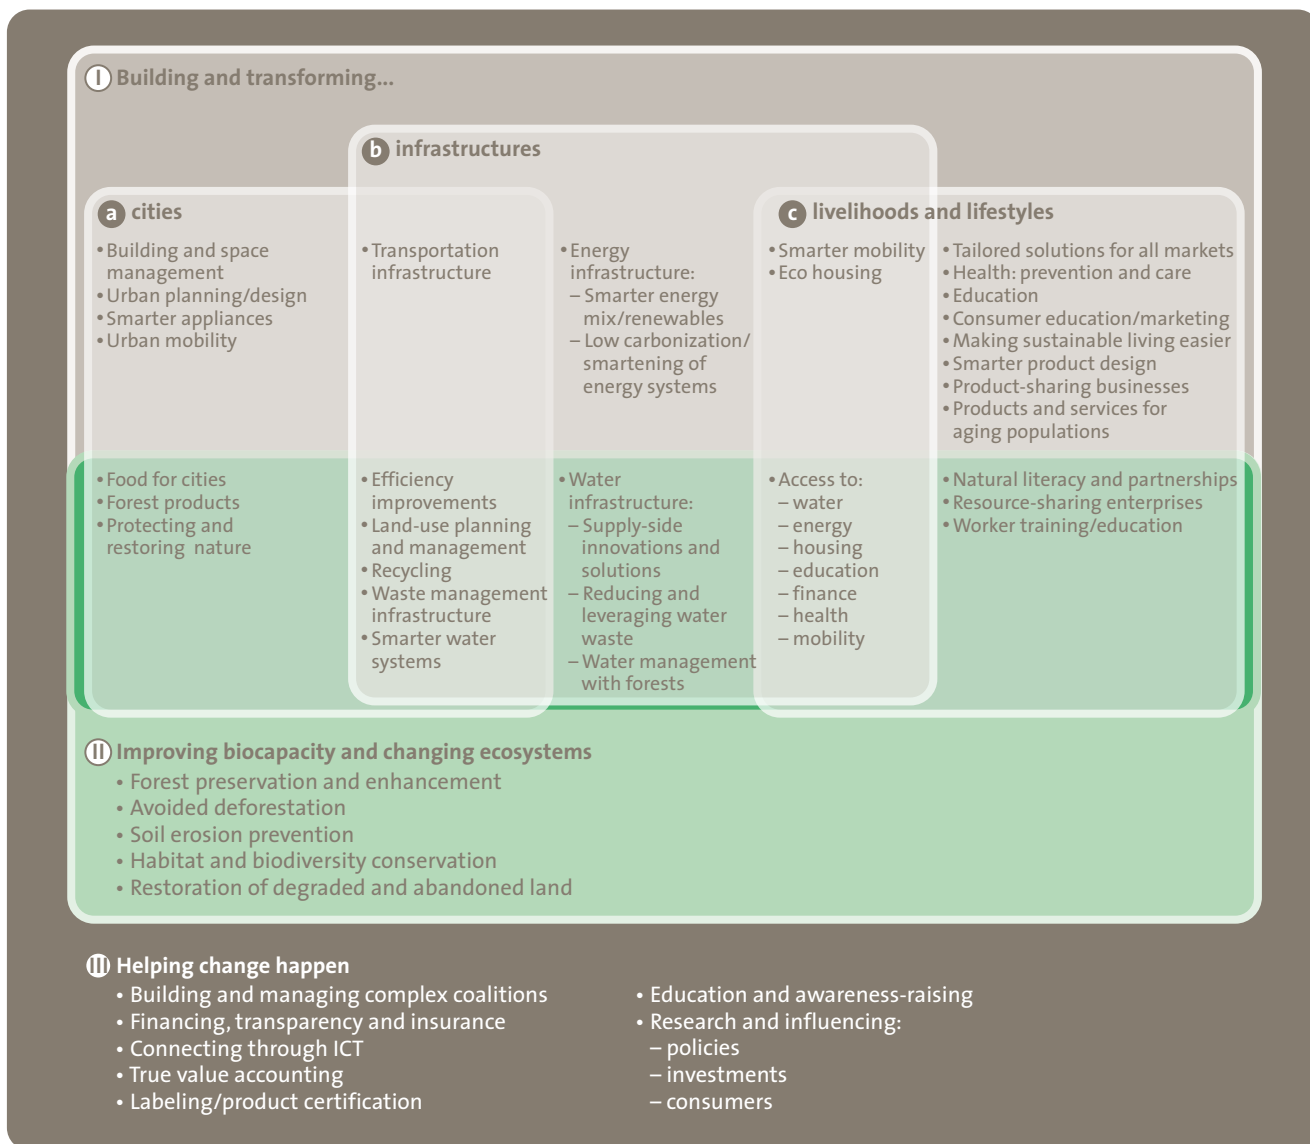 I Building and transforming...
b infrastructures
a cities
• Building and space
management
• Urban planning/design
• Smarter appliances
• Urban mobility
• Transportation
infrastructure
• Energy
infrastructure:
– Smarter energy
mix/renewables
– Low carbonization/
smartening of
energy systems
c livelihoods and lifestyles
• Smarter mobility
• Eco housing
• Tailored solutions for all markets
• Health: prevention and care
• Education
• Consumer education/marketing
• Making sustainable living easier
• Smarter product design
• Product-sharing businesses
• Products and services for
aging populations
• Food for cities
• Forest products
• Protecting and
restoring nature
• Efficiency
improvements
• Land-use planning
and management
• Recycling
• Waste management
infrastructure
• Smarter water
systems
• Water
infrastructure:
– Supply-side
innovations and
solutions
– Reducing and
leveraging water
waste
– Water management
with forests
• Access to:
– water
– energy
– housing
– education
– finance
– health
– mobility
• Natural literacy and partnerships
• Resource-sharing enterprises
• Worker training/education
II Improving biocapacity and changing ecosystems
• Forest preservation and enhancement
• Avoided deforestation
• Soil erosion prevention
• Habitat and biodiversity conservation
• Restoration of degraded and abandoned land
III Helping change happen
• Building and managing complex coalitions
• Financing, transparency and insurance
• Connecting through ICT
• True value accounting
• Labeling/product certification
• Education and awareness-raising
• Research and influencing:
– policies
– investments
– consumers